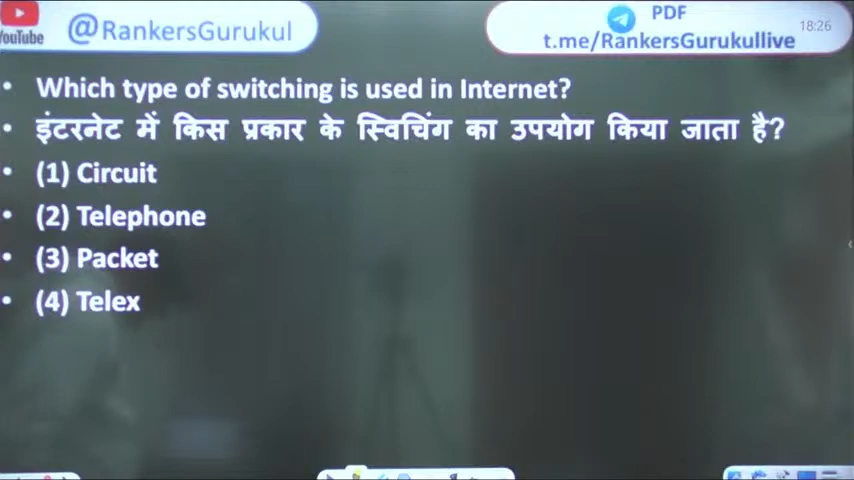 YouTube
@RankersGurukul
PDF
t.me/RankersGurukullive
18:26
• Which type of switching is used in Internet?
• इंटरनेट में किस प्रकार के स्विचिंग का उपयोग किया जाता है?
• (1) Circuit
• (2) Telephone
• (3) Packet
• (4) Telex